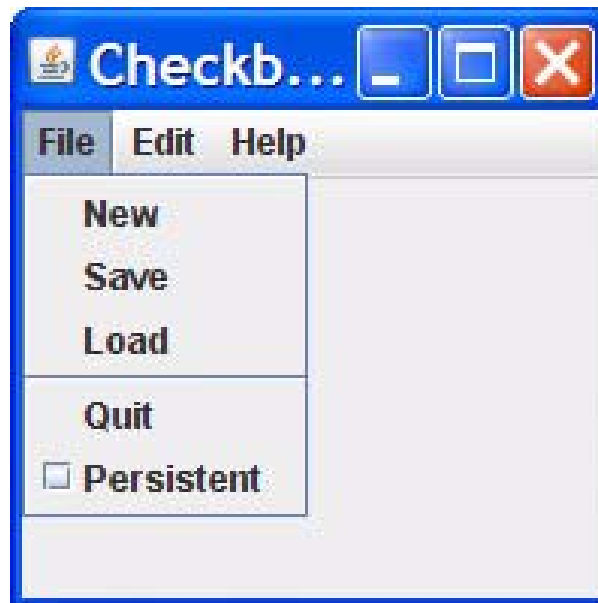 Checkb...
File Edit Help
New
Save
Load
Quit
Persistent